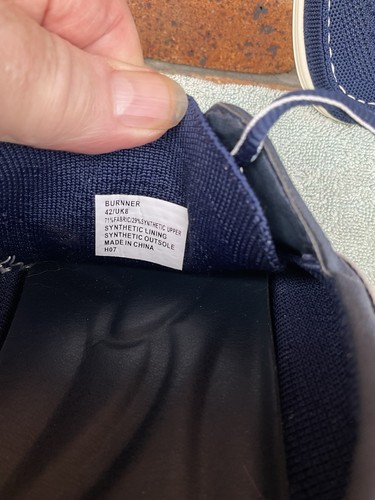 BURNNER
42/UK8
71%FABRIC/29%SYNTHETIC UPPER
SYNTHETIC LINING
SYNTHETIC OUTSOLE
MADE IN CHINA
H07